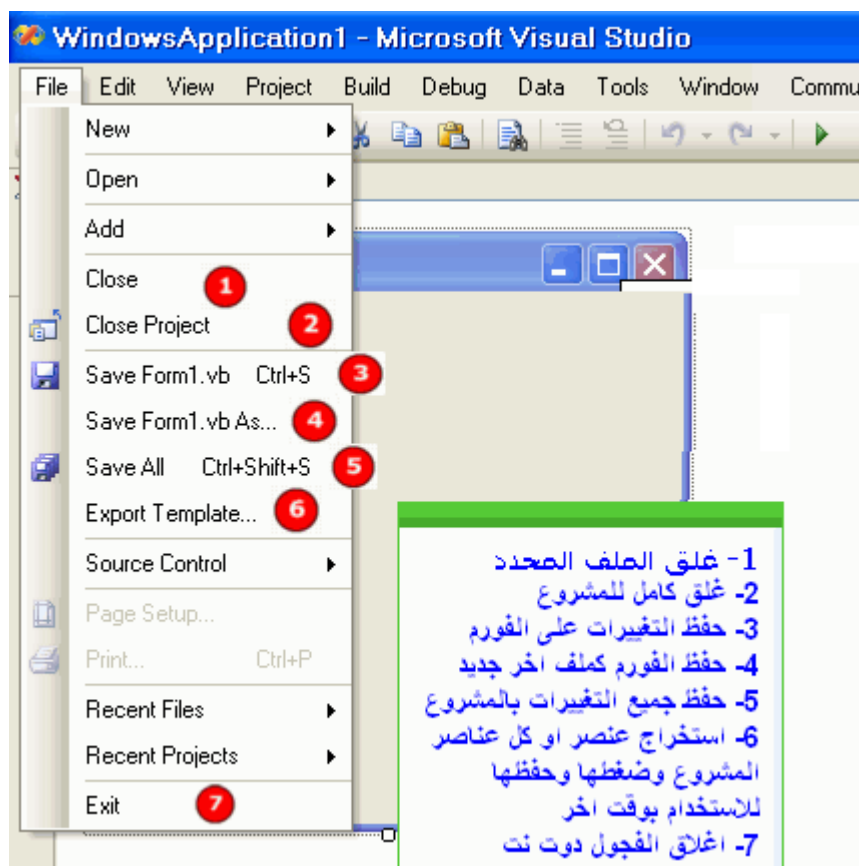 WindowsApplication1 - Microsoft Visual Studio
File Edit View Project Build Debug Data Tools Window Commu
New
Open
Add
Close
1
Close Project
2
Save Form1.vb Ctrl+S
3
Save Form1.vb As...
4
Save All Ctrl+Shift+S
5
Export Template...
6
Source Control
Page Setup...
Print... Ctrl+P
Recent Files
Recent Projects
Exit
7
1- غلق الملف المحدد
2- غلق كامل للمشروع
3- حفظ التغييرات على الفورم
4- حفظ الفورم كملف اخر جديد
5- حفظ جميع التغييرات بالمشروع
6- استخراج عنصر او كل عناصر
المشروع وضغطها وحفظها
للاستخدام بوقت اخر
7- اغلاق الفجول دوت نت